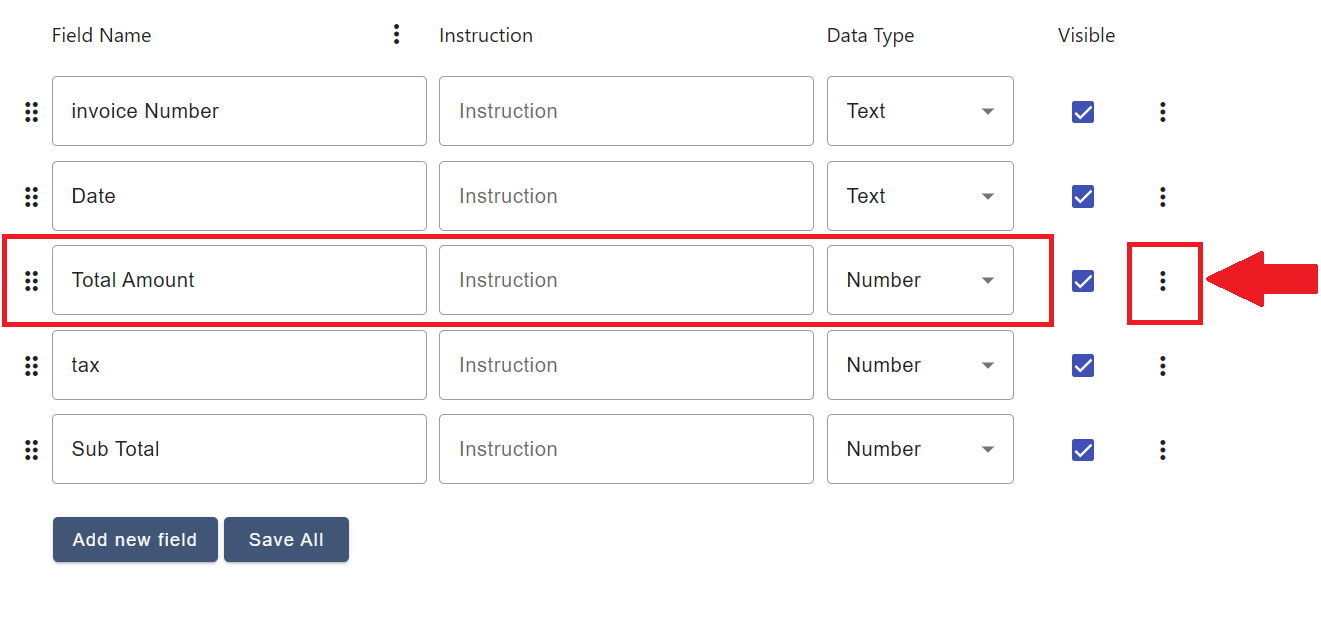 Field Name Instruction Data Type Visible
invoice Number Instruction Text
Date Instruction Text
Total Amount Instruction Number
tax Instruction Number
Sub Total Instruction Number
Add new field Save All